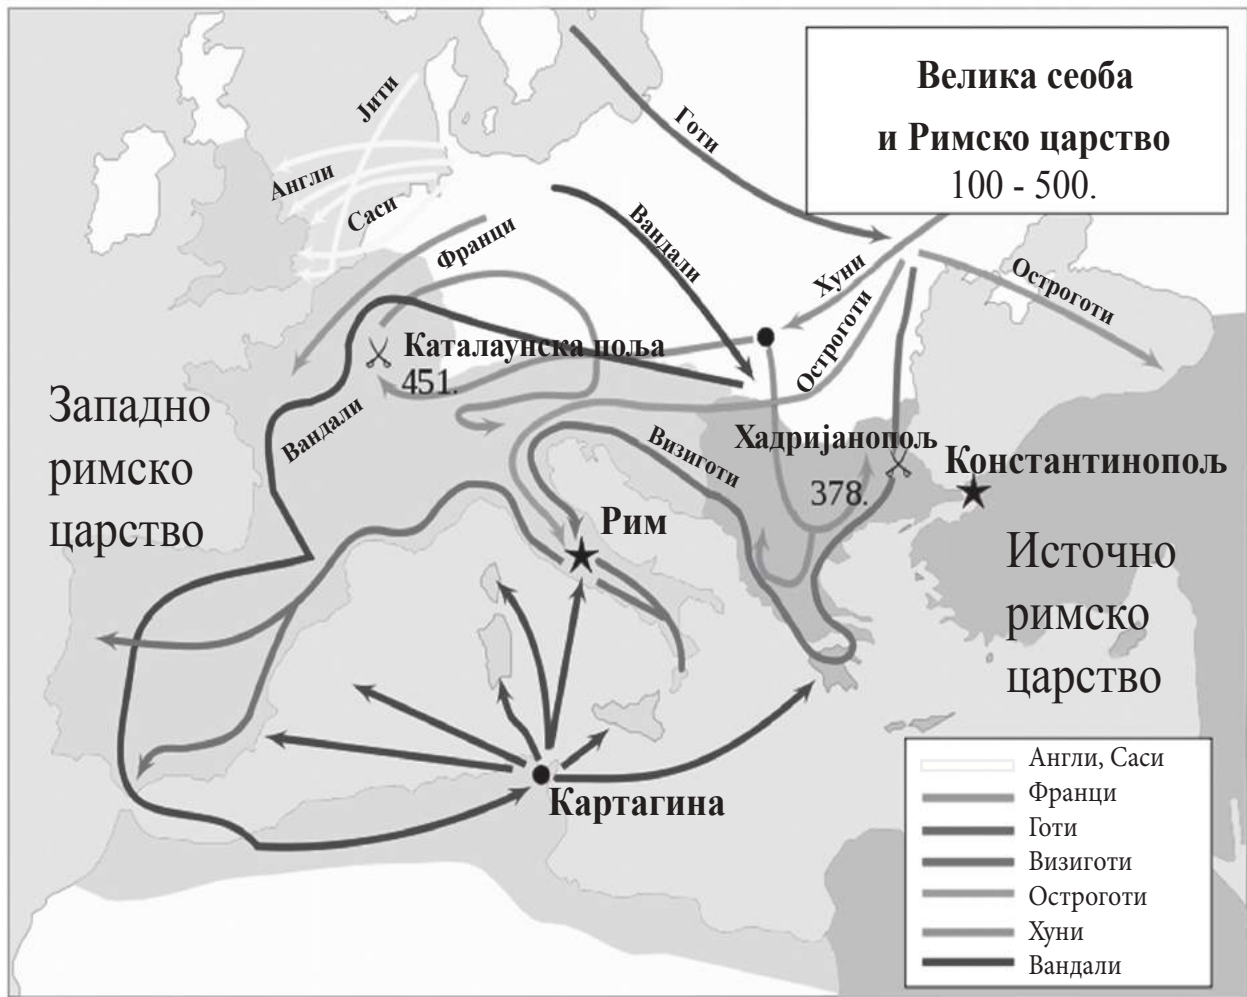 Велика сеоба
и Римско царство
100 - 500.
Јити
Англи
Саси
Франци
Готи
Вандали
Хуни
Остроготи
Остроготи
Каталаунска поља
451.
Западно
римско
царство
Вандали
Визиготи
Хадријанопољ
378.
Константинопољ
Рим
Источно
римско
царство
Картагина
Англи, Саси
Франци
Готи
Визиготи
Остроготи
Хуни
Вандали